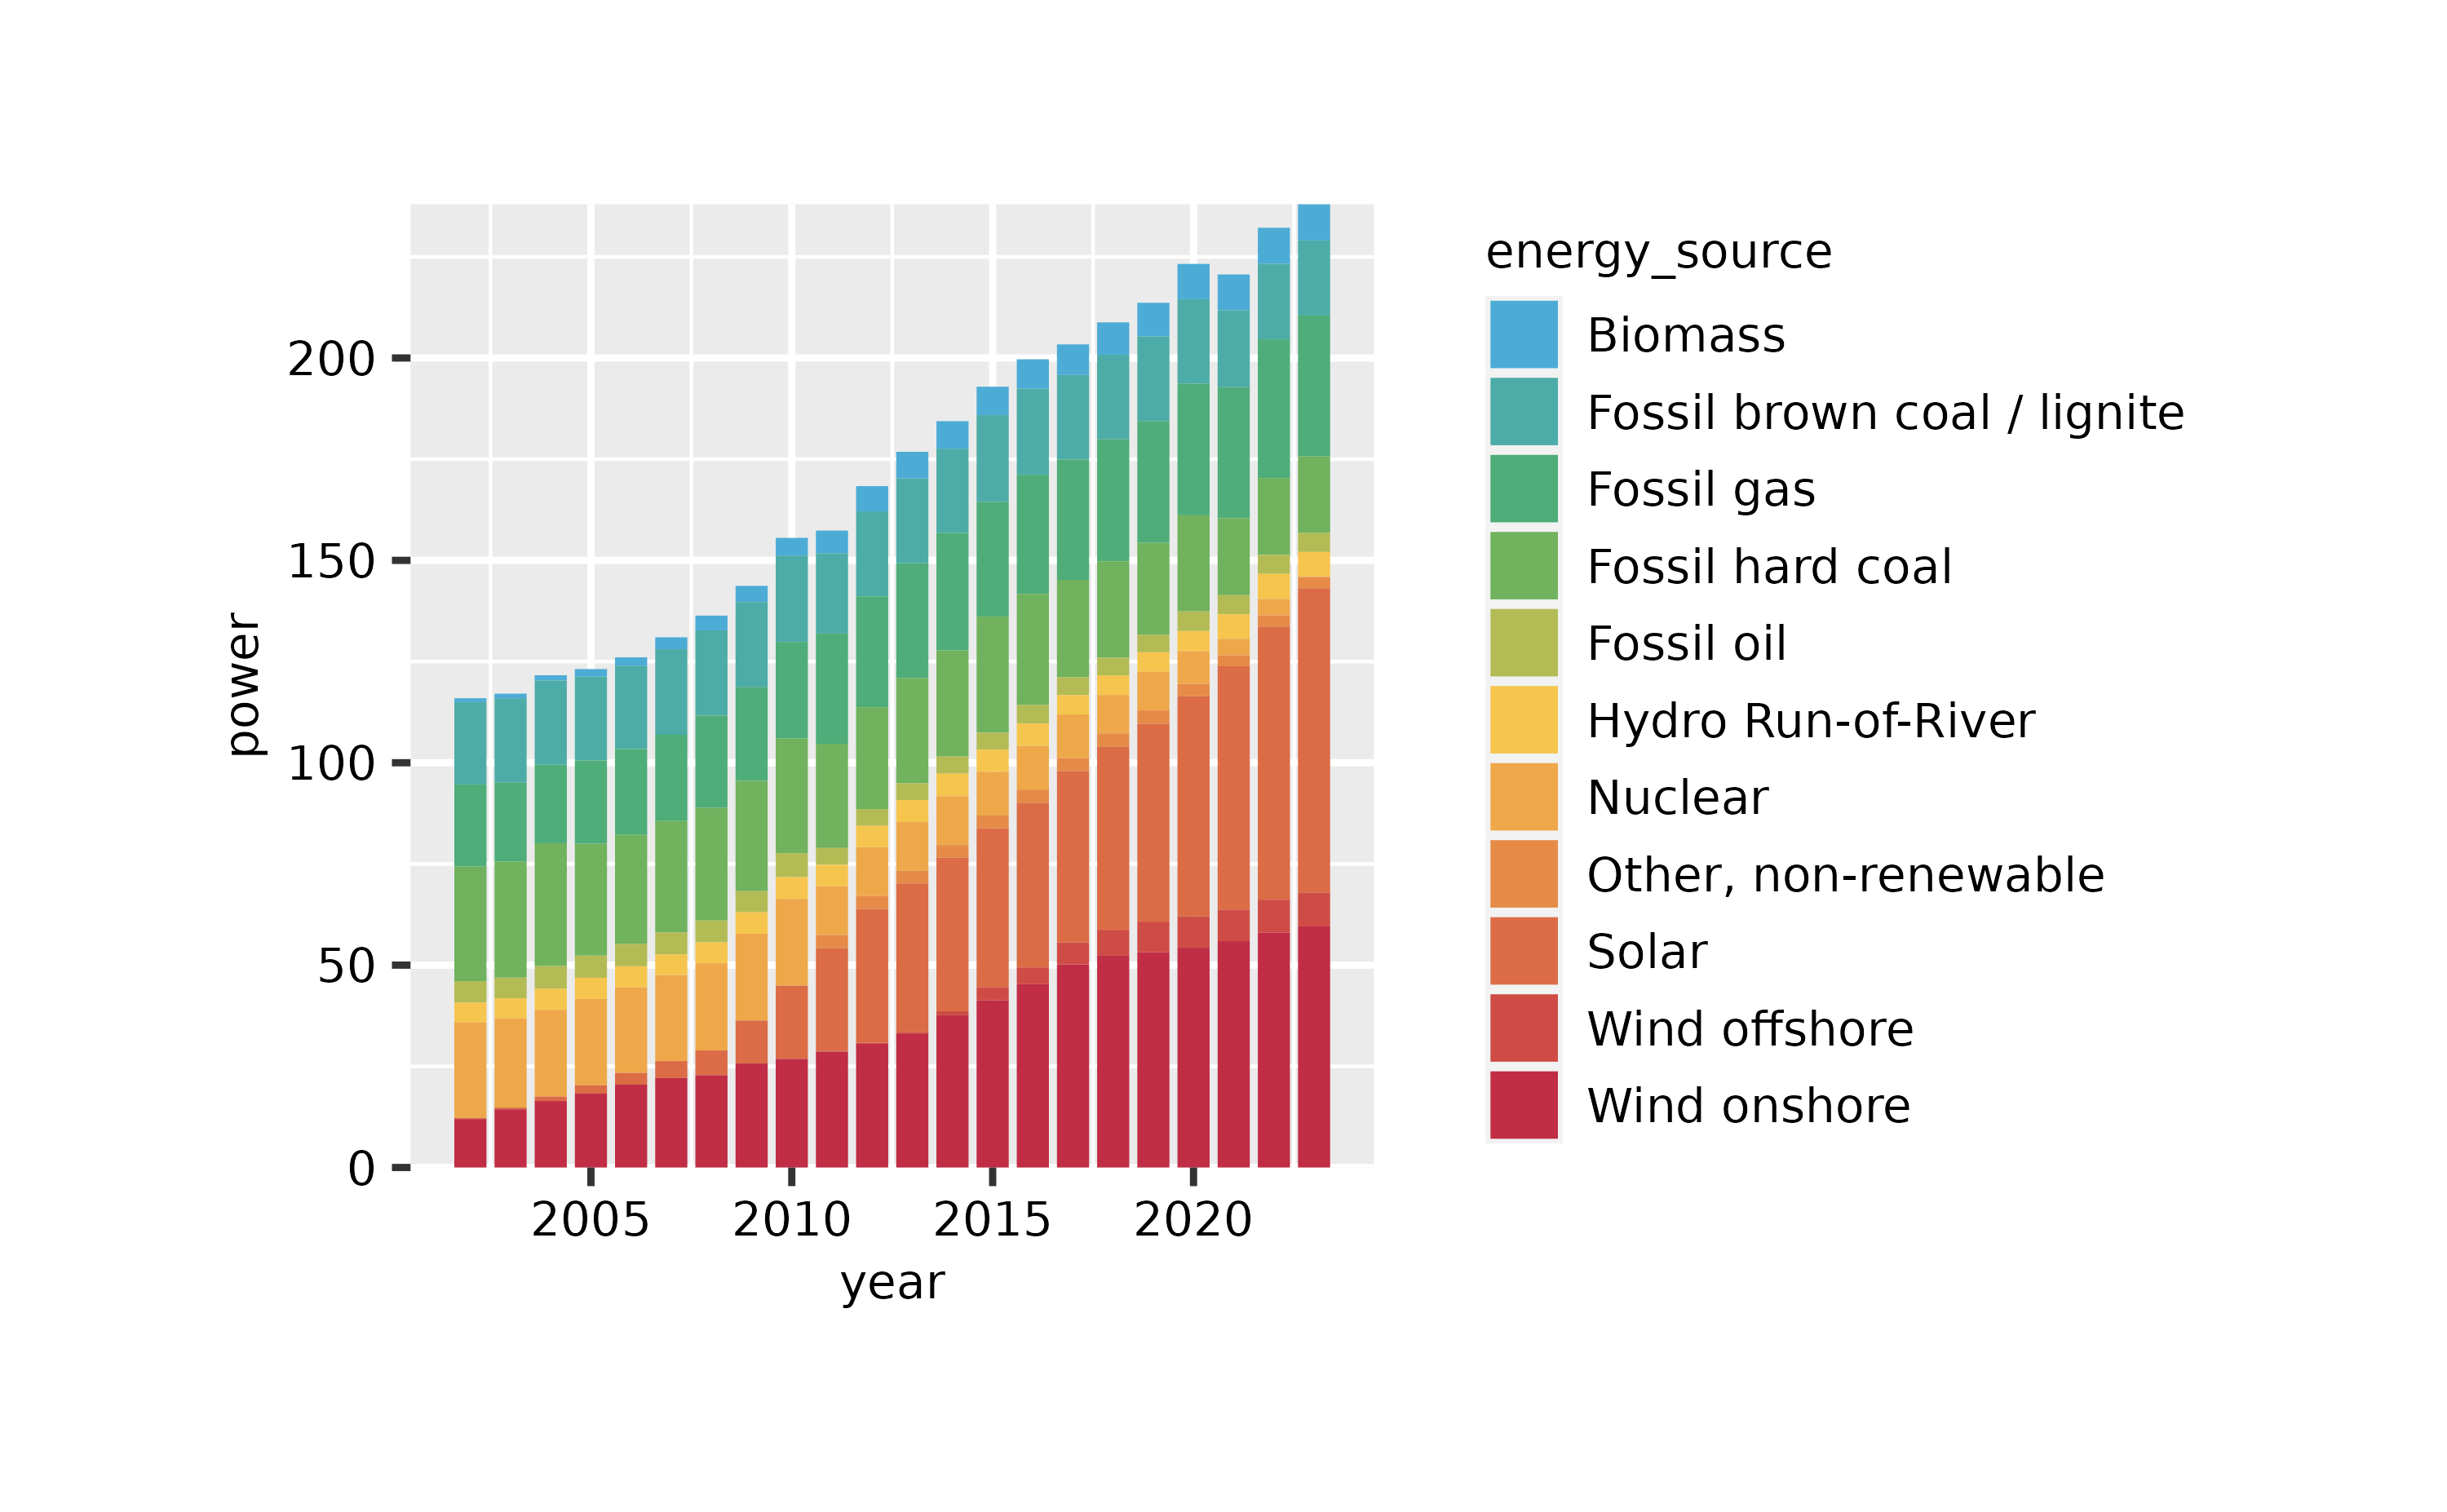 energy_source
Biomass
Fossil brown coal / lignite
Fossil gas
Fossil hard coal
Fossil oil
Hydro Run-of-River
Nuclear
Other, non-renewable
Solar
Wind offshore
Wind onshore
power
200
150
100
50
0
2005 2010 2015 2020
year